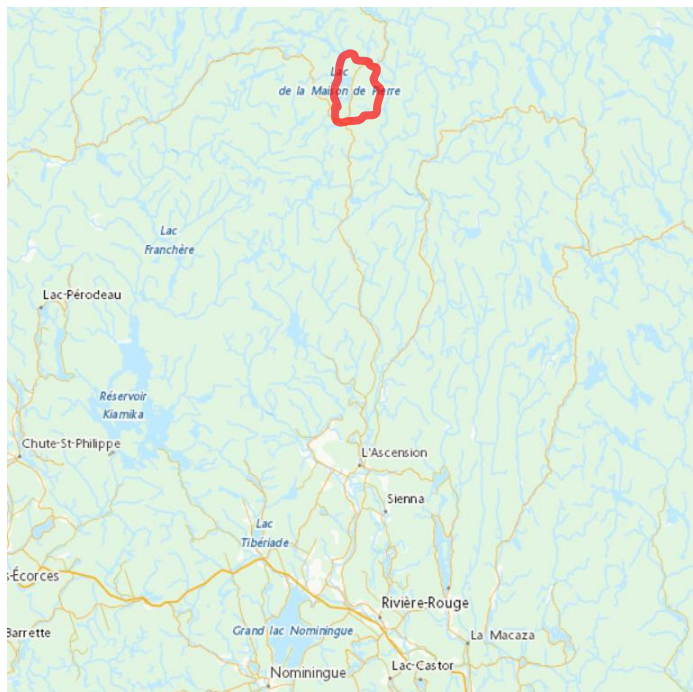 Lac
de la Maison de Pierre
Lac
Franchère
Lac-Pérodeau
Réservoir
Kiamika
Chute-St-Philippe
L'Ascension
Sienna
Lac
Tibériade
s-Écorces
Rivière-Rouge
Grand lac Nominingue
Barrette
La Macaza
Lac-Castor
Nominingue